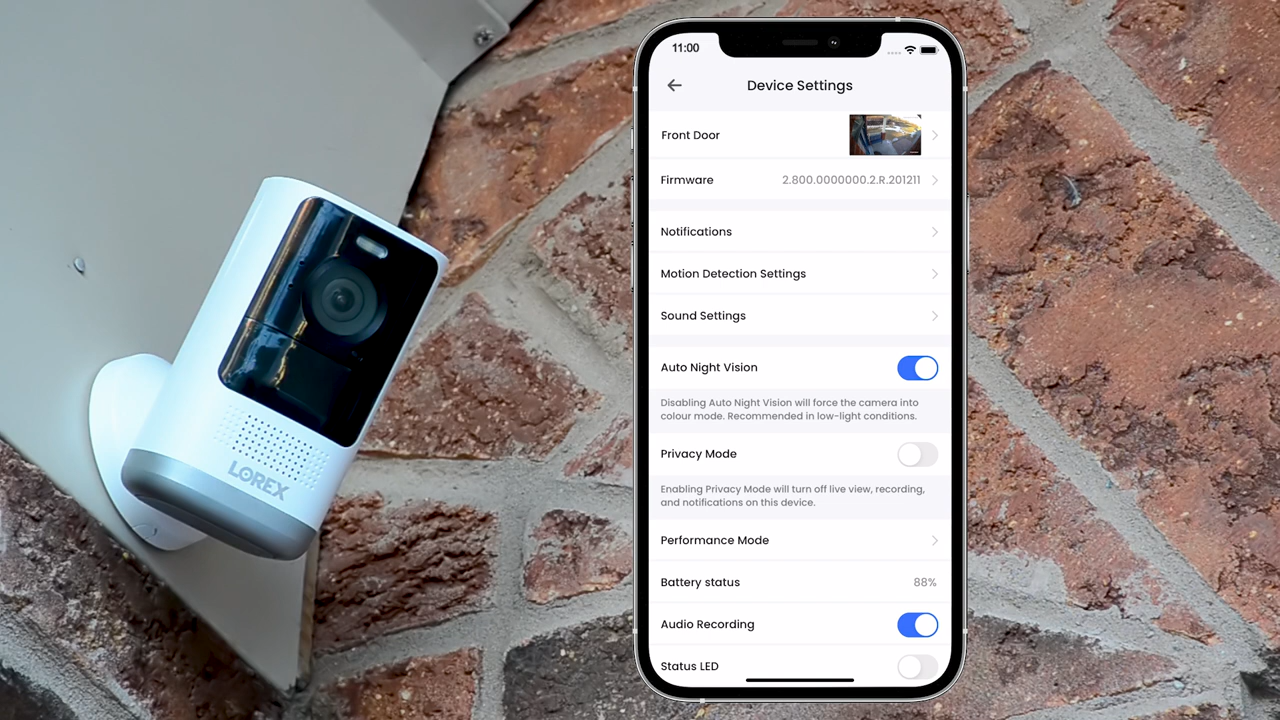 LOREX
11:00
Device Settings
Front Door
Firmware 2.800.0000000.2.R.201211
Notifications
Motion Detection Settings
Sound Settings
Auto Night Vision
Disabling Auto Night Vision will force the camera into
colour mode. Recommended in low-light conditions.
Privacy Mode
Enabling Privacy Mode will turn off live view, recording,
and notifications on this device.
Performance Mode
Battery status 88%
Audio Recording
Status LED